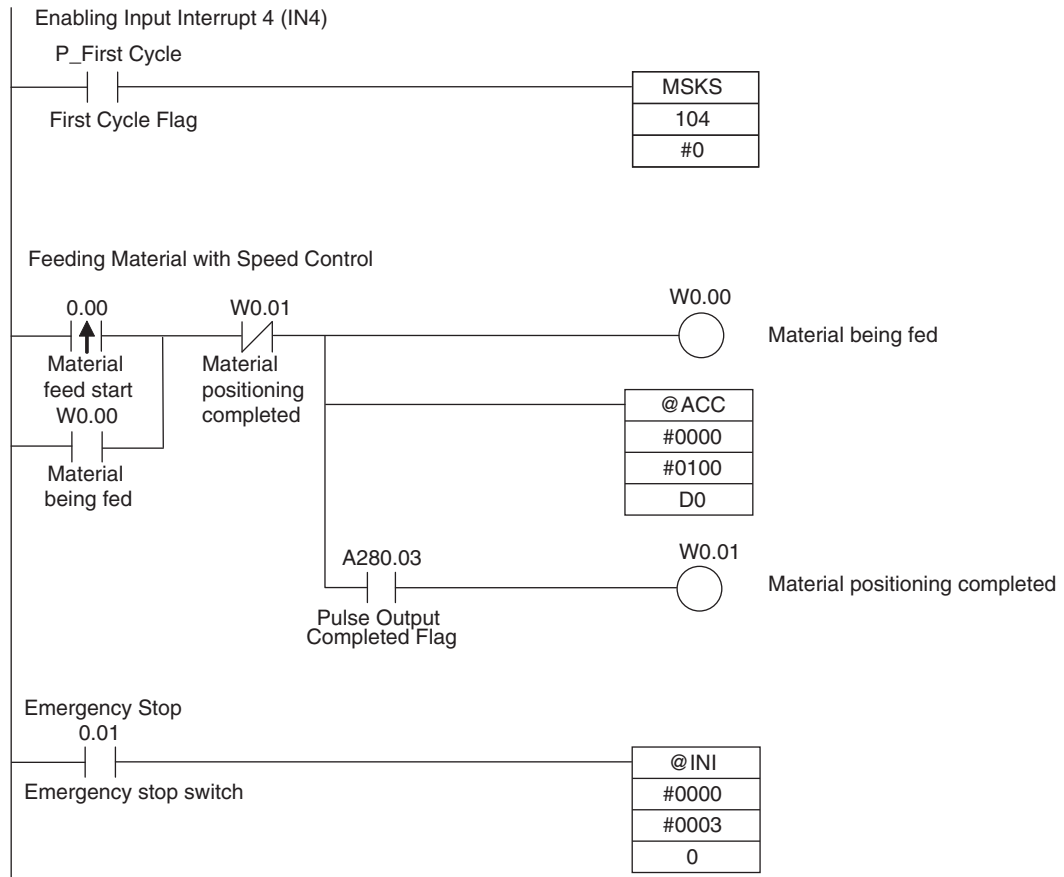 Enabling Input Interrupt 4 (IN4)
P_First Cycle
First Cycle Flag
MSKS
104
#0
Feeding Material with Speed Control
0.00
Material
feed start
W0.01
Material
positioning
completed
W0.00
Material being fed
W0.00
Material
being fed
@ACC
#0000
#0100
D0
A280.03
Pulse Output
Completed Flag
W0.01
Material positioning completed
Emergency Stop
0.01
Emergency stop switch
@INI
#0000
#0003
0